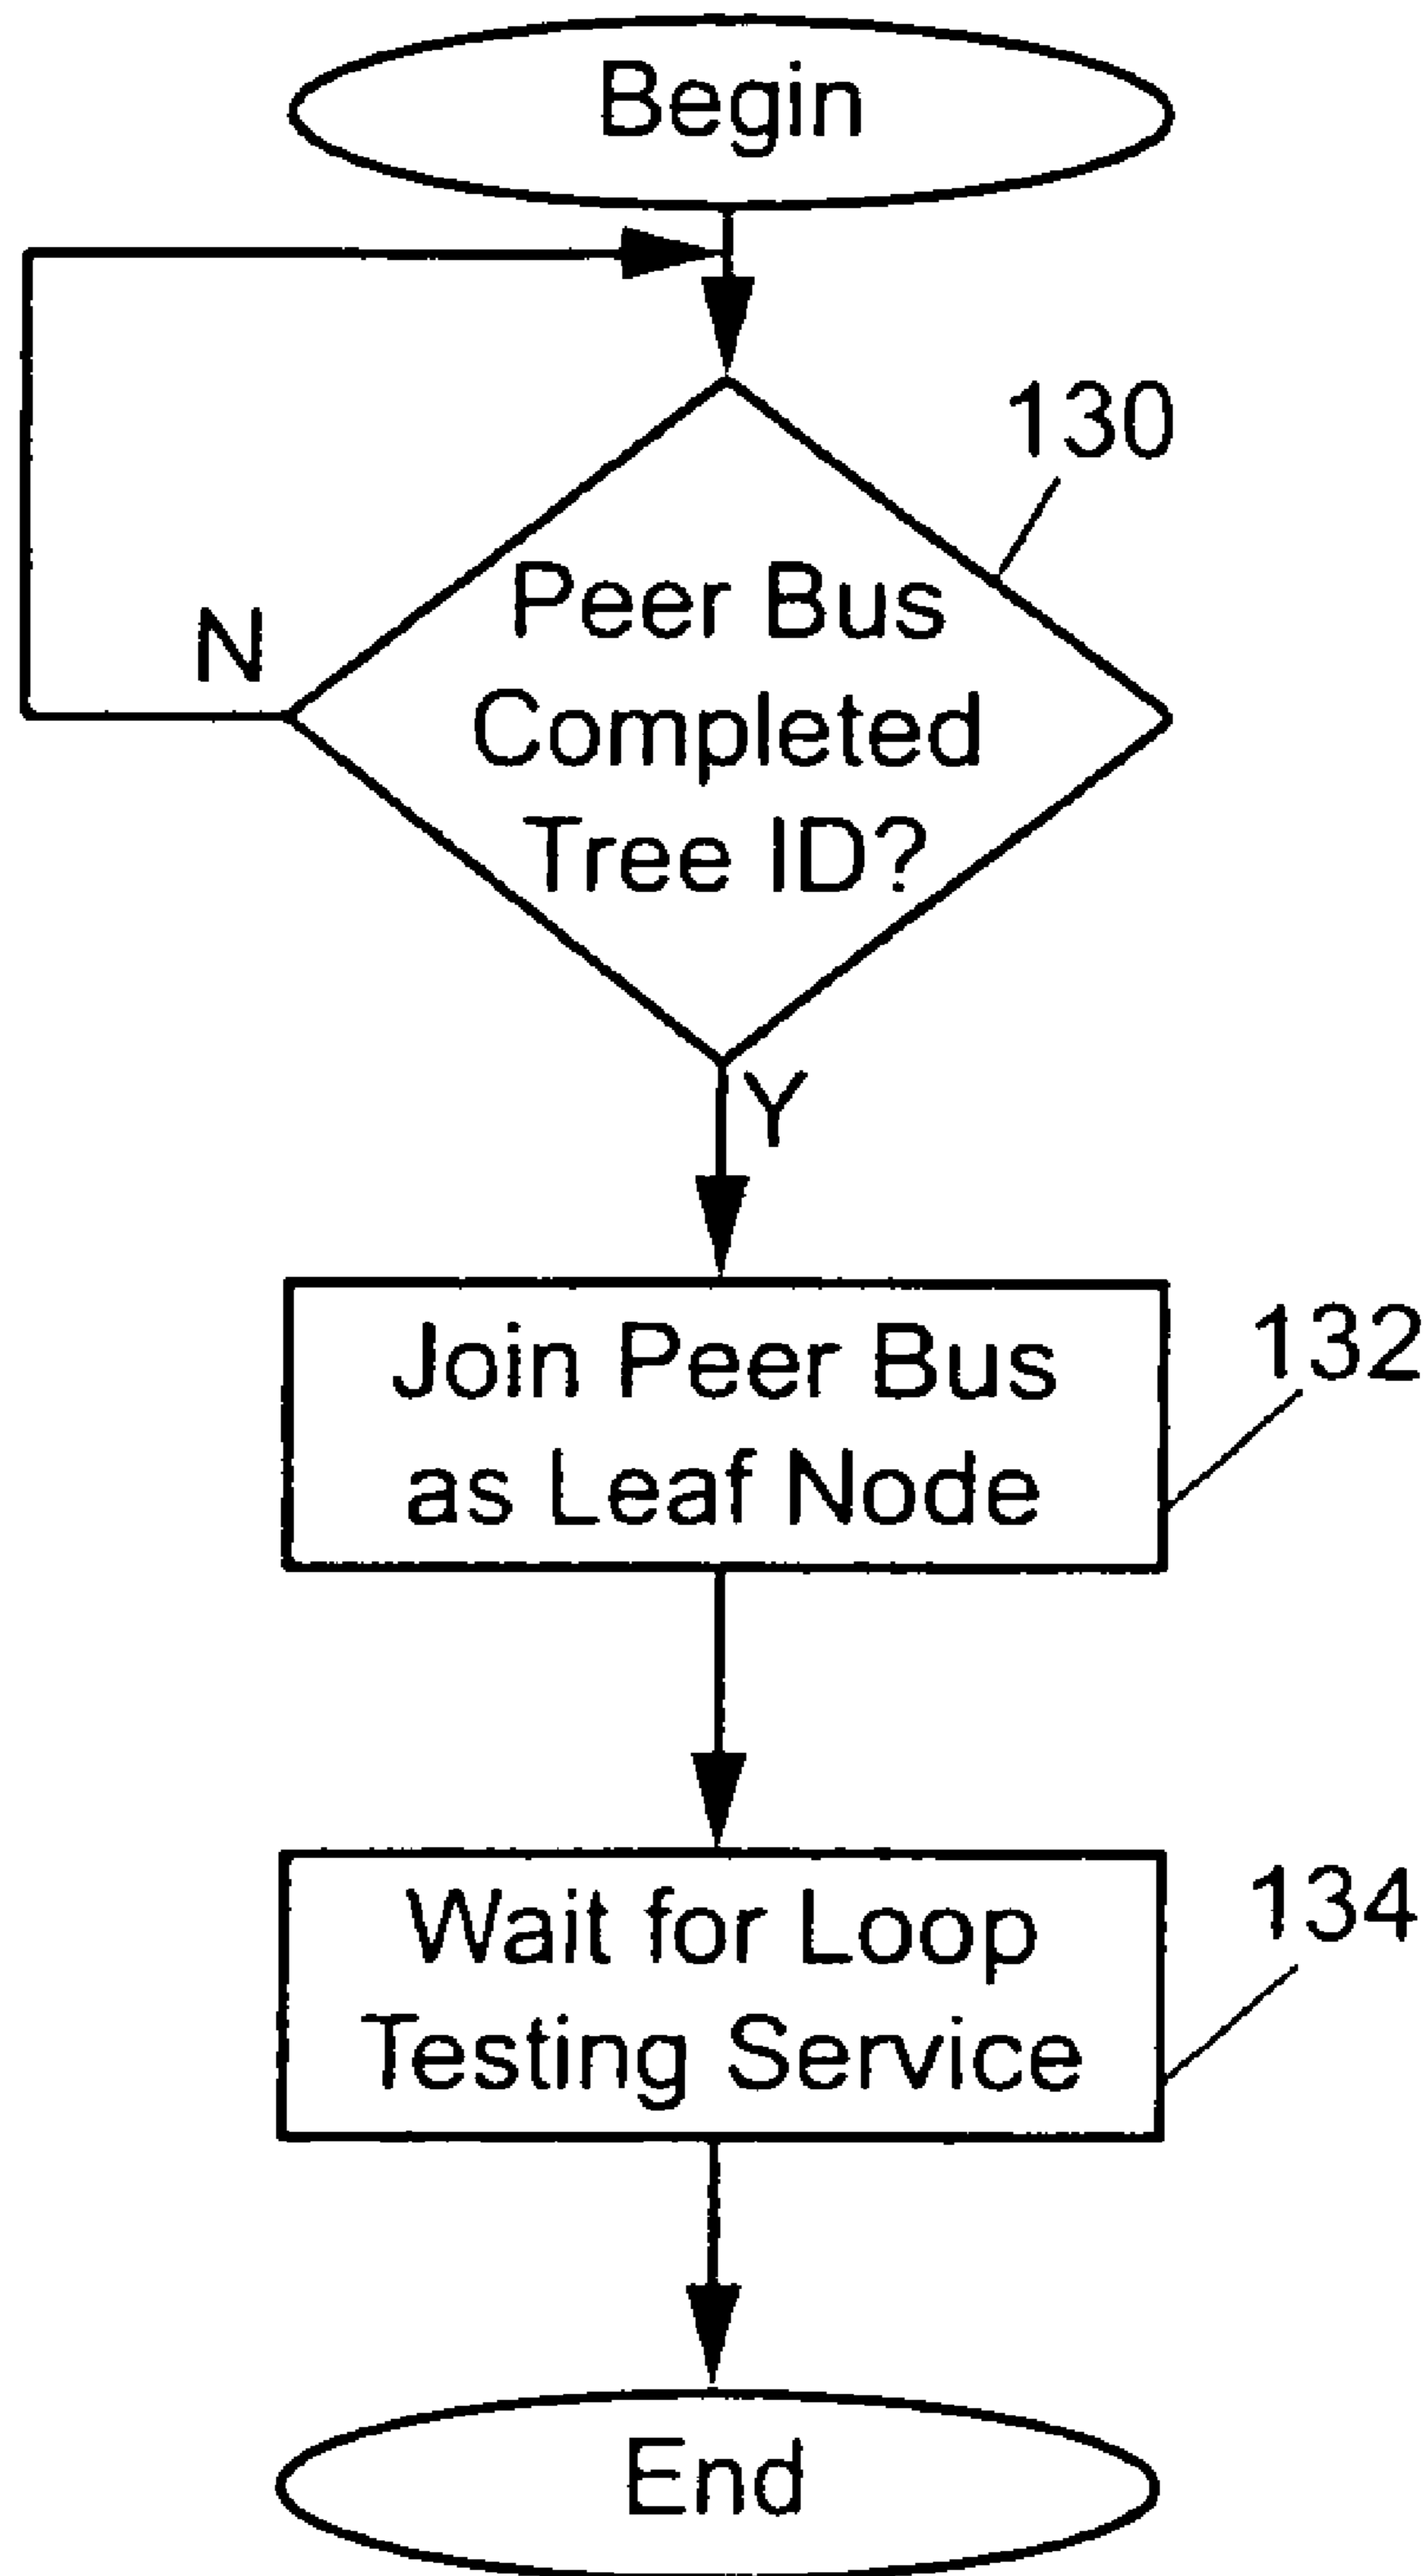 Begin
130
Peer Bus
N
Completed
Tree ID?
Y
Join Peer Bus
132
as Leaf Node
Wait for Loop
134
Testing Service
End